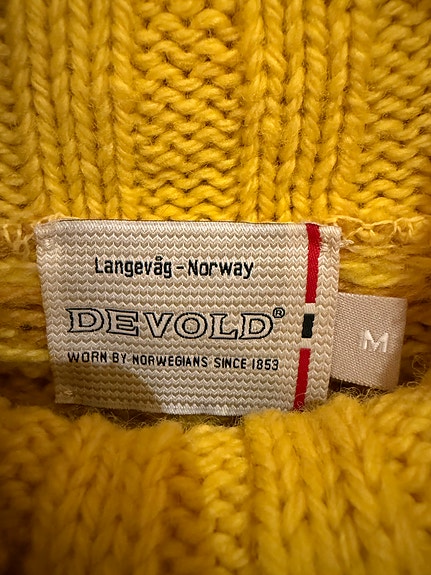 Langevåg - Norway
DEVOLD®
WORN BY NORWEGIANS SINCE 1853
M